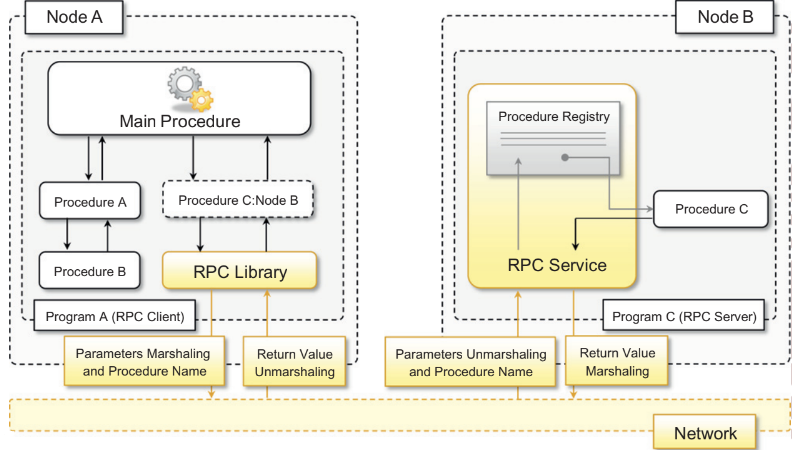 Node A
Node B
Main Procedure
Procedure Registry
Procedure A
Procedure C:Node B
Procedure C
Procedure B
RPC Library
RPC Service
Program A (RPC Client)
Program C (RPC Server)
Parameters Marshaling
and Procedure Name
Return Value
Unmarshaling
Parameters Unmarshaling
and Procedure Name
Return Value
Marshaling
Network